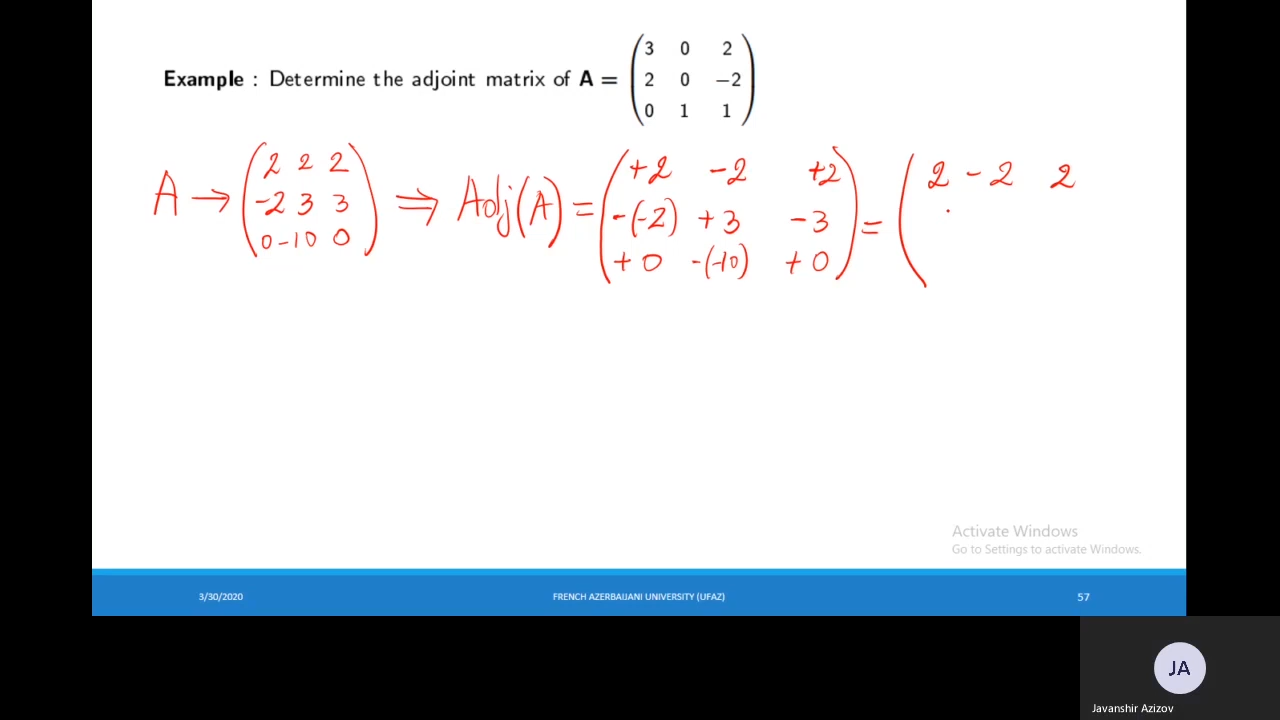 Example : Determine the adjoint matrix of A = ( 3 0 2
2 0 −2
0 1 1 )
A → ( 2 2 2
-2 3 3
0 -10 0 ) ⇒ Adj(A) = ( +2 -2 +2
-(-2) +3 -3
+0 -(-10) +0 ) = ( 2 -2 2
Activate Windows
Go to Settings to activate Windows.
3/30/2020 FRENCH AZERBAIJANI UNIVERSITY (UFAZ) 57
JA
Javanshir Azizov